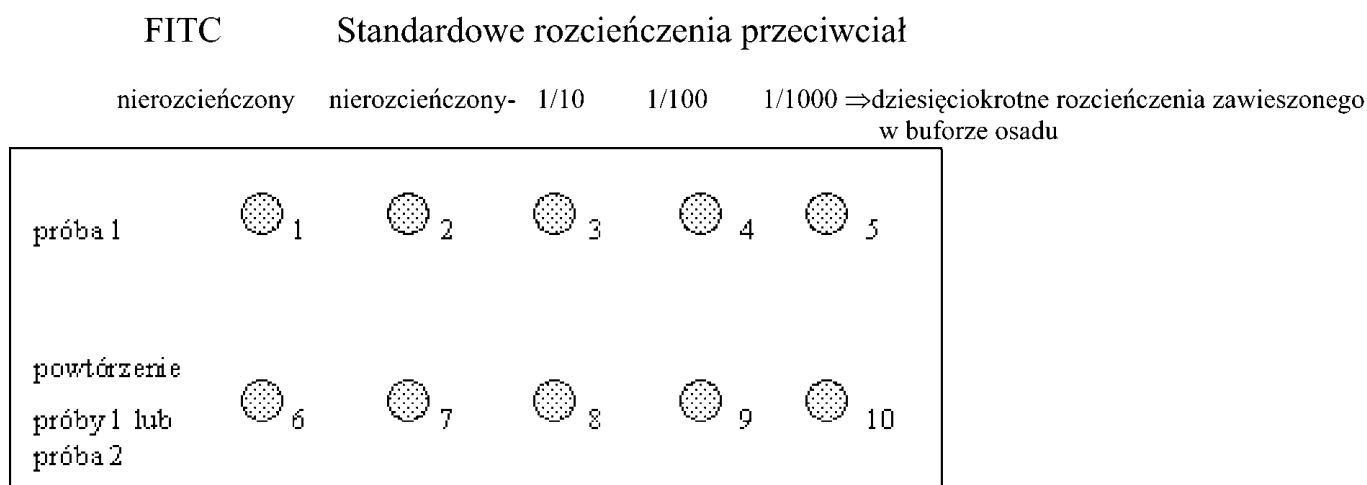 FITC Standardowe rozcieńczenia przeciwciał
nierozcieńczony nierozcieńczony- 1/10 1/100 1/1000 ⇒dziesięciokrotne rozcieńczenia zawieszonego
w buforze osadu
próba 1 1 2 3 4 5
powtórzenie
próby 1 lub 6 7 8 9 10
próba 2